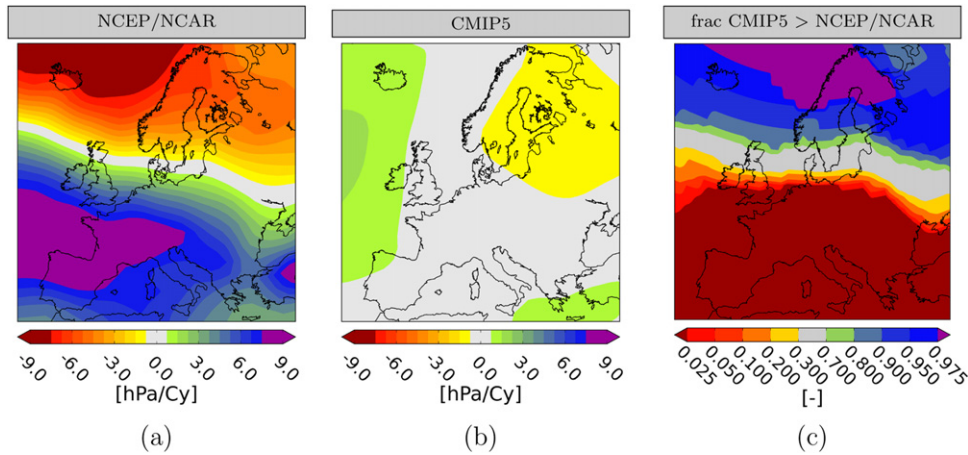 NCEP/NCAR
CMIP5
frac CMIP5 > NCEP/NCAR
-9.0 -6.0 -3.0 0.0 3.0 6.0 9.0
-9.0 -6.0 -3.0 0.0 3.0 6.0 9.0
0.025 0.050 0.100 0.200 0.300 0.700 0.800 0.900 0.950 0.975
[hPa/Cy]
[hPa/Cy]
[-]
(a)
(b)
(c)